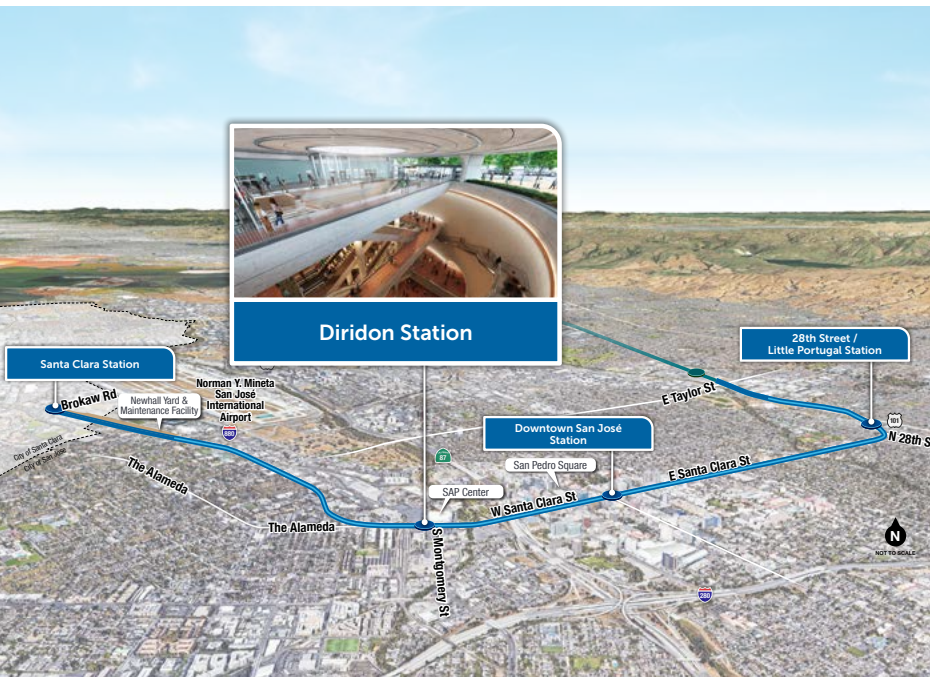 Diridon Station
28th Street /
Little Portugal Station
Santa Clara Station
Brokaw Rd
Newhall Yard &
Maintenance Facility
Norman Y. Mineta
San José
International
Airport
880
E Taylor St
101
N 28th S
Downtown San José
Station
City of Santa Clara
City of San José
87
San Pedro Square
E Santa Clara St
The Alameda
SAP Center
W Santa Clara St
The Alameda
S Montgomery St
N
NOT TO SCALE
280